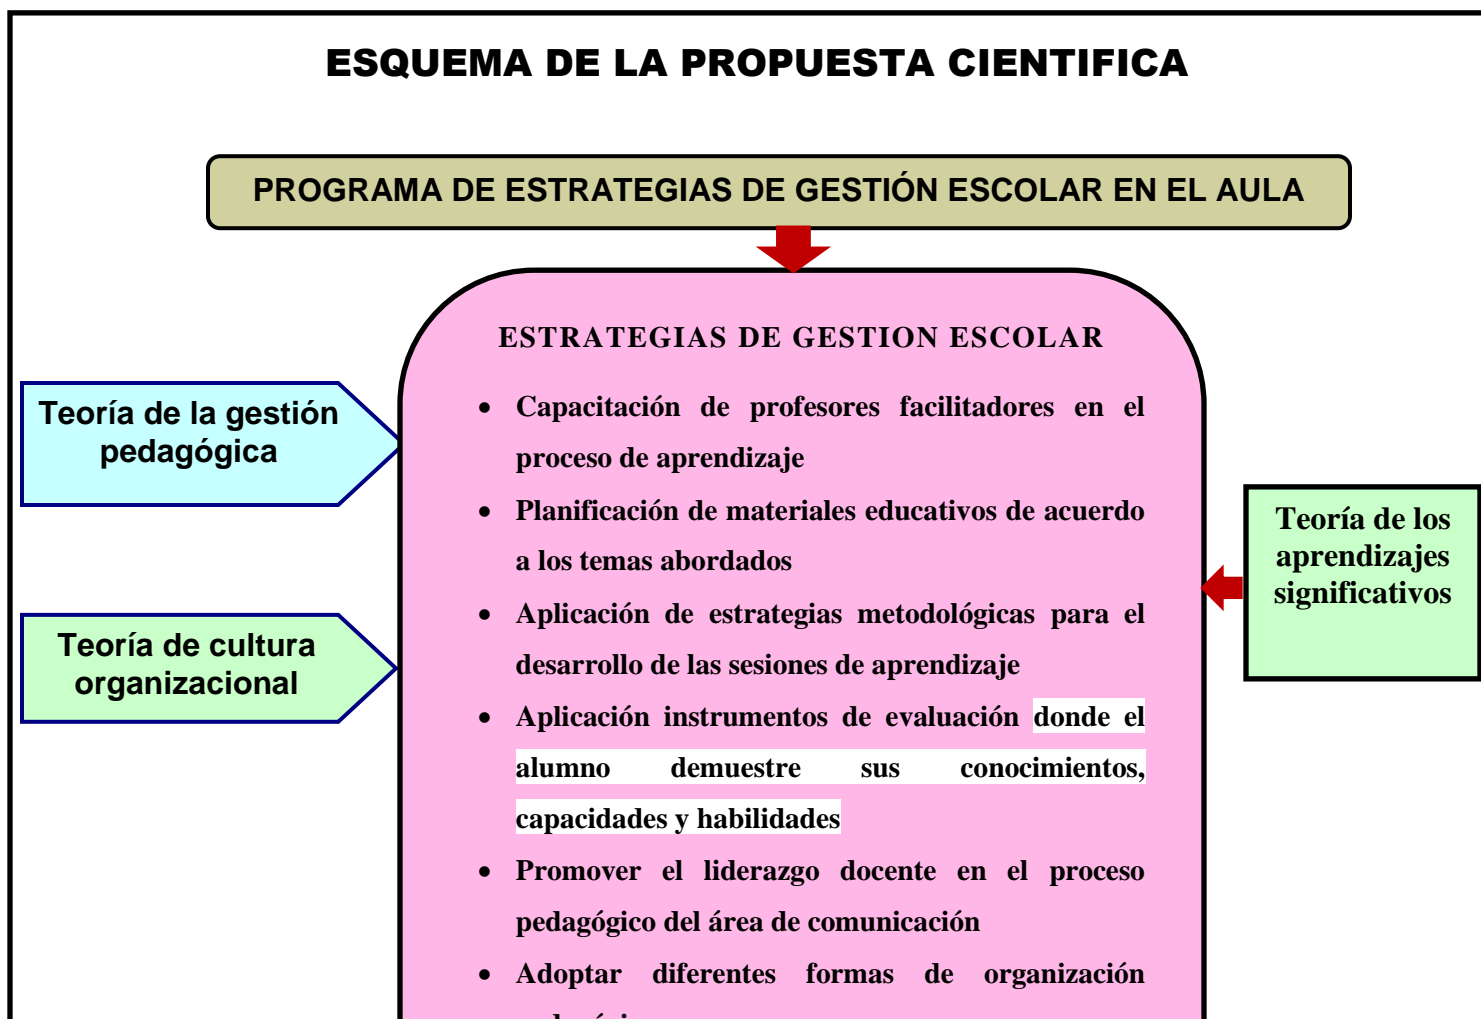 ESQUEMA DE LA PROPUESTA CIENTIFICA
PROGRAMA DE ESTRATEGIAS DE GESTIÓN ESCOLAR EN EL AULA
ESTRATEGIAS DE GESTION ESCOLAR
Teoría de la gestión
pedagógica
Teoría de cultura
organizacional
• Capacitación de profesores facilitadores en el
proceso de aprendizaje
• Planificación de materiales educativos de acuerdo
a los temas abordados
• Aplicación de estrategias metodológicas para el
desarrollo de las sesiones de aprendizaje
• Aplicación instrumentos de evaluación donde el
alumno demuestre sus conocimientos,
capacidades y habilidades
• Promover el liderazgo docente en el proceso
pedagógico del área de comunicación
• Adoptar diferentes formas de organización
Teoría de los
aprendizajes
significativos